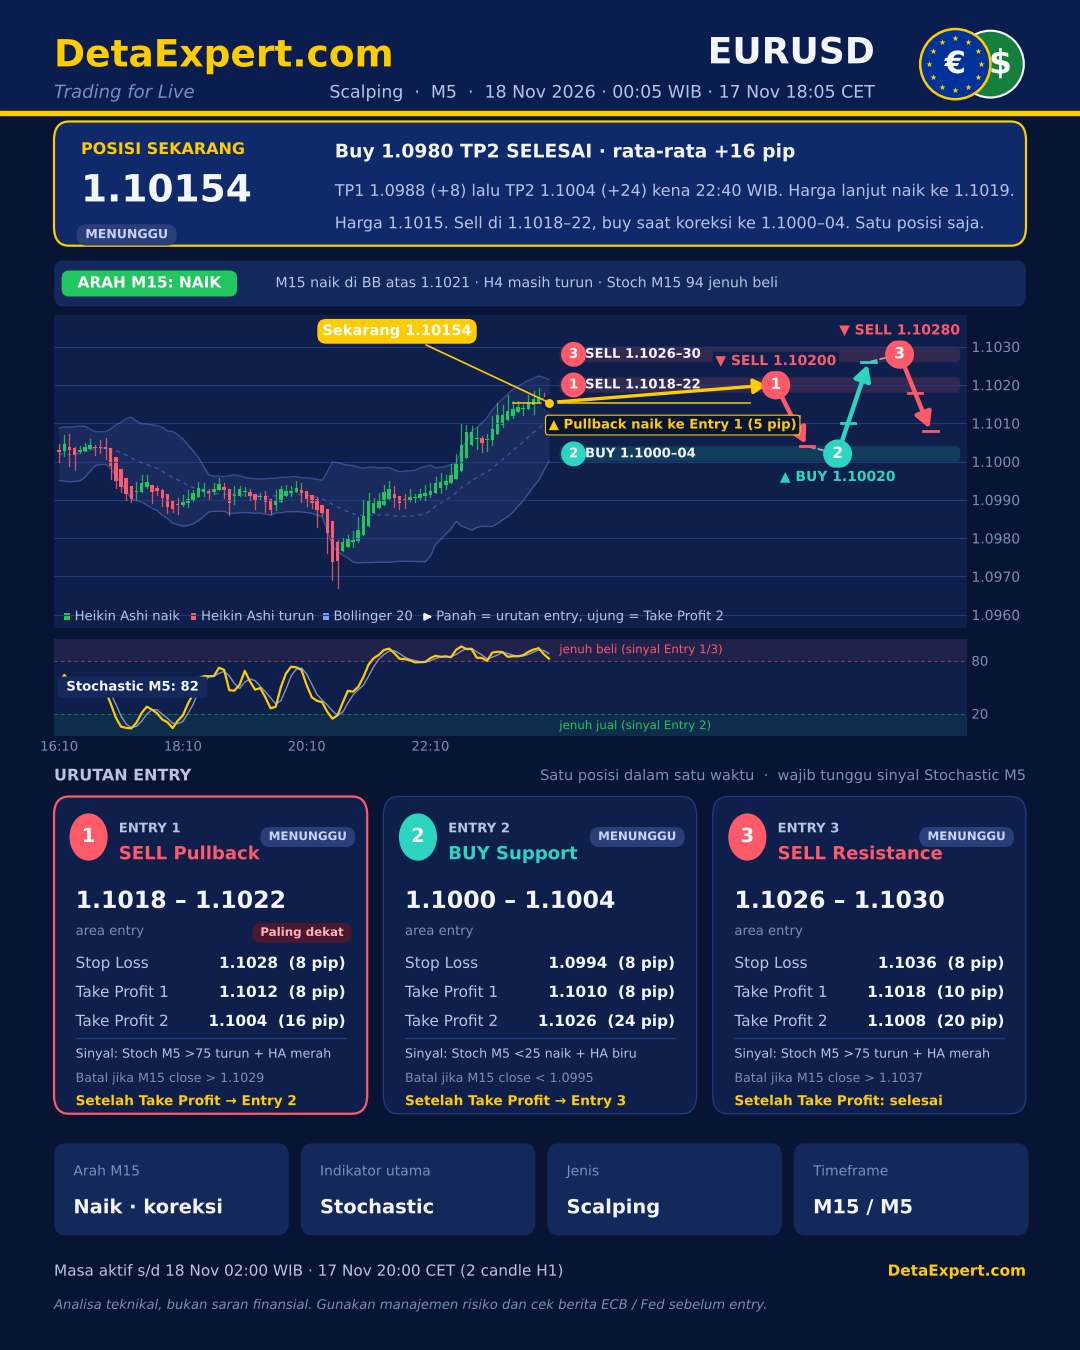 DetaExpert.com
EURUSD
€ $
Trading for Live
Scalping · M5 · 18 Nov 2026 · 00:05 WIB · 17 Nov 18:05 CET
POSISI SEKARANG
1.10154
MENUNGGU
Buy 1.0980 TP2 SELESAI · rata-rata +16 pip
TP1 1.0988 (+8) lalu TP2 1.1004 (+24) kena 22:40 WIB. Harga lanjut naik ke 1.1019.
Harga 1.1015. Sell di 1.1018–22, buy saat koreksi ke 1.1000–04. Satu posisi saja.
ARAH M15: NAIK
M15 naik di BB atas 1.1021 · H4 masih turun · Stoch M15 94 jenuh beli
Sekarang 1.10154
▼ SELL 1.10280
3 SELL 1.1026–30
▼ SELL 1.10200
3
1 SELL 1.1018–22
1
▲ Pullback naik ke Entry 1 (5 pip)
2 BUY 1.1000–04
2
▲ BUY 1.10020
1.1030
1.1020
1.1010
1.1000
1.0990
1.0980
1.0970
1.0960
Heikin Ashi naik
Heikin Ashi turun
Bollinger 20
Panah = urutan entry, ujung = Take Profit 2
jenuh beli (sinyal Entry 1/3)
80
Stochastic M5: 82
20
jenuh jual (sinyal Entry 2)
16:10
18:10
20:10
22:10
URUTAN ENTRY
Satu posisi dalam satu waktu · wajib tunggu sinyal Stochastic M5
1
ENTRY 1
MENUNGGU
SELL Pullback
1.1018 – 1.1022
area entry
Paling dekat
Stop Loss 1.1028 (8 pip)
Take Profit 1 1.1012 (8 pip)
Take Profit 2 1.1004 (16 pip)
Sinyal: Stoch M5 >75 turun + HA merah
Batal jika M15 close > 1.1029
Setelah Take Profit → Entry 2
2
ENTRY 2
MENUNGGU
BUY Support
1.1000 – 1.1004
area entry
Stop Loss 1.0994 (8 pip)
Take Profit 1 1.1010 (8 pip)
Take Profit 2 1.1026 (24 pip)
Sinyal: Stoch M5 <25 naik + HA biru
Batal jika M15 close < 1.0995
Setelah Take Profit → Entry 3
3
ENTRY 3
MENUNGGU
SELL Resistance
1.1026 – 1.1030
area entry
Stop Loss 1.1036 (8 pip)
Take Profit 1 1.1018 (10 pip)
Take Profit 2 1.1008 (20 pip)
Sinyal: Stoch M5 >75 turun + HA merah
Batal jika M15 close > 1.1037
Setelah Take Profit: selesai
Arah M15
Naik · koreksi
Indikator utama
Stochastic
Jenis
Scalping
Timeframe
M15 / M5
Masa aktif s/d 18 Nov 02:00 WIB · 17 Nov 20:00 CET (2 candle H1)
DetaExpert.com
Analisa teknikal, bukan saran finansial. Gunakan manajemen risiko dan cek berita ECB / Fed sebelum entry.